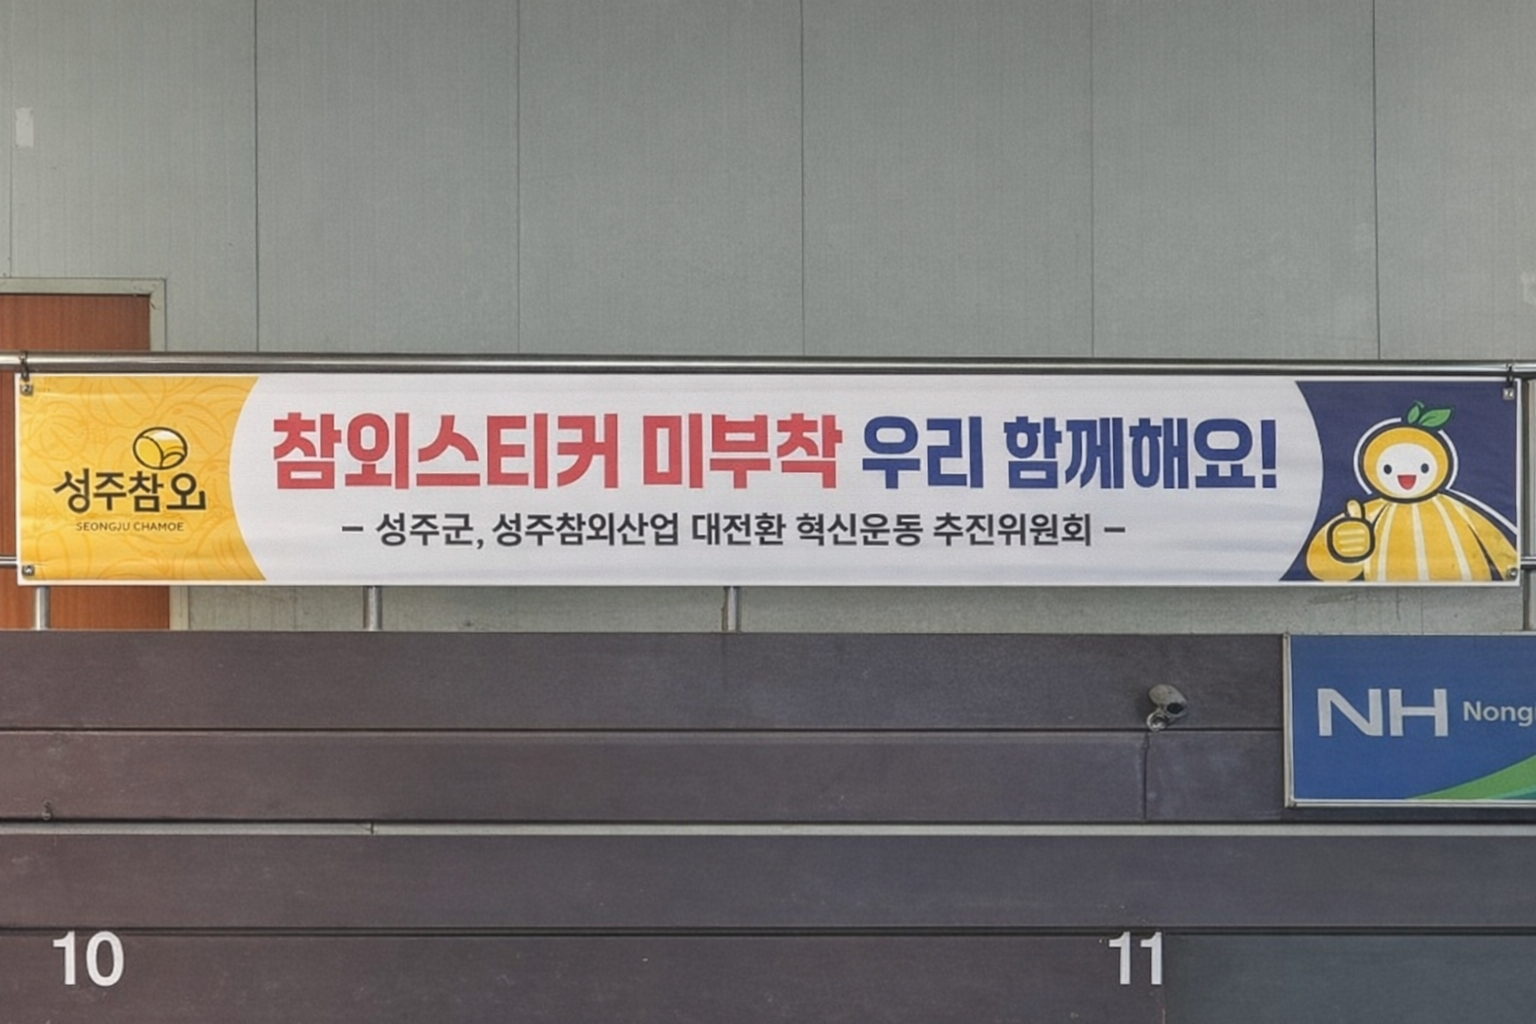 성주참외
SEONGJU CHAMOE
참외스티커 미부착 우리 함께해요!
– 성주군, 성주참외산업 대전환 혁신운동 추진위원회 –
NH Nong
10
11